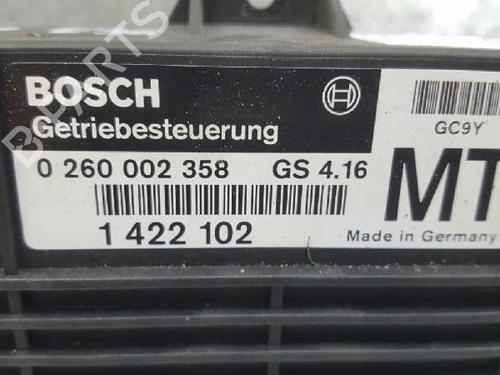 BOSCH
Getriebesteuerung
0 260 002 358 GS 4.16
1 422 102
GC9Y
MT
Made in Germany